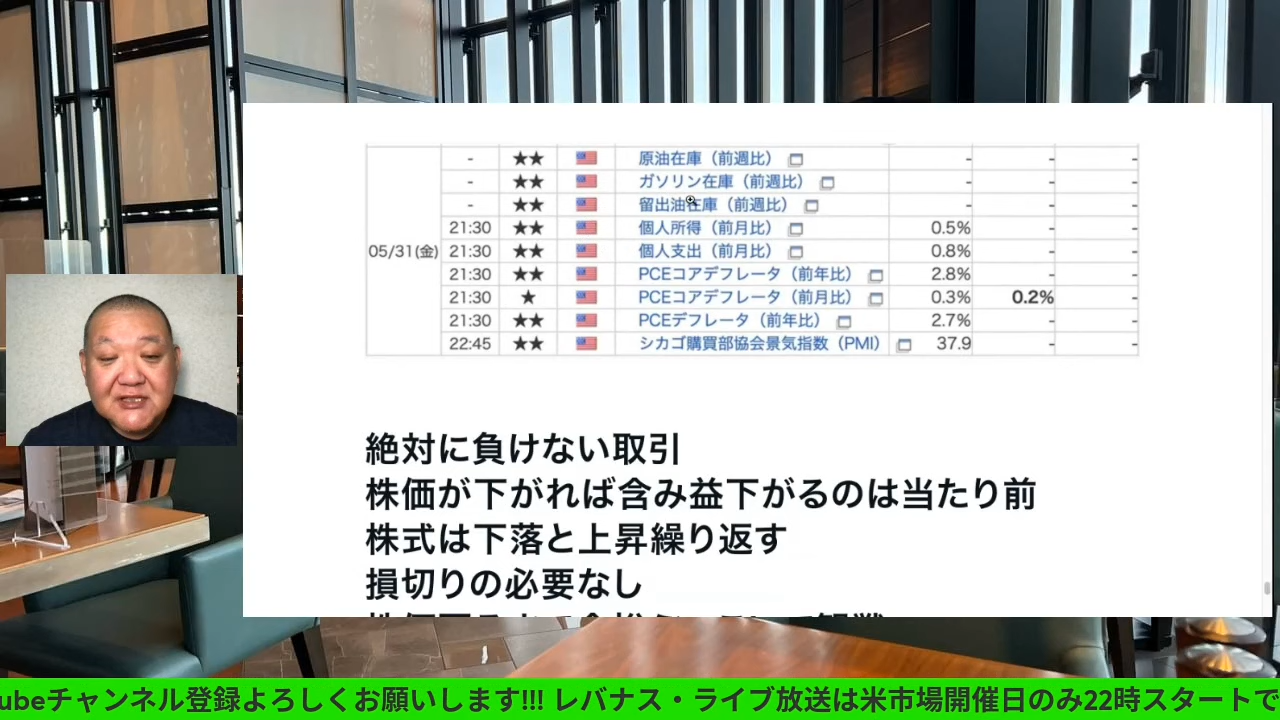 - ★★ 原油在庫（前週比） - - -
- ★★ ガソリン在庫（前週比） - - -
- ★★ 留出油在庫（前週比） - - -
21:30 ★★ 個人所得（前月比） 0.5% - -
05/31(金) 21:30 ★★ 個人支出（前月比） 0.8% - -
21:30 ★★ PCEコアデフレータ（前年比） 2.8% - -
21:30 ★ PCEコアデフレータ（前月比） 0.3% 0.2% -
21:30 ★★ PCEデフレータ（前年比） 2.7% - -
22:45 ★★ シカゴ購買部協会景気指数（PMI） 37.9 - -
絶対に負けない取引
株価が下がれば含み益下がるのは当たり前
株式は下落と上昇繰り返す
損切りの必要なし
ubeチャンネル登録よろしくお願いします!!! レバナス・ライブ放送は米市場開催日のみ22時スタートで